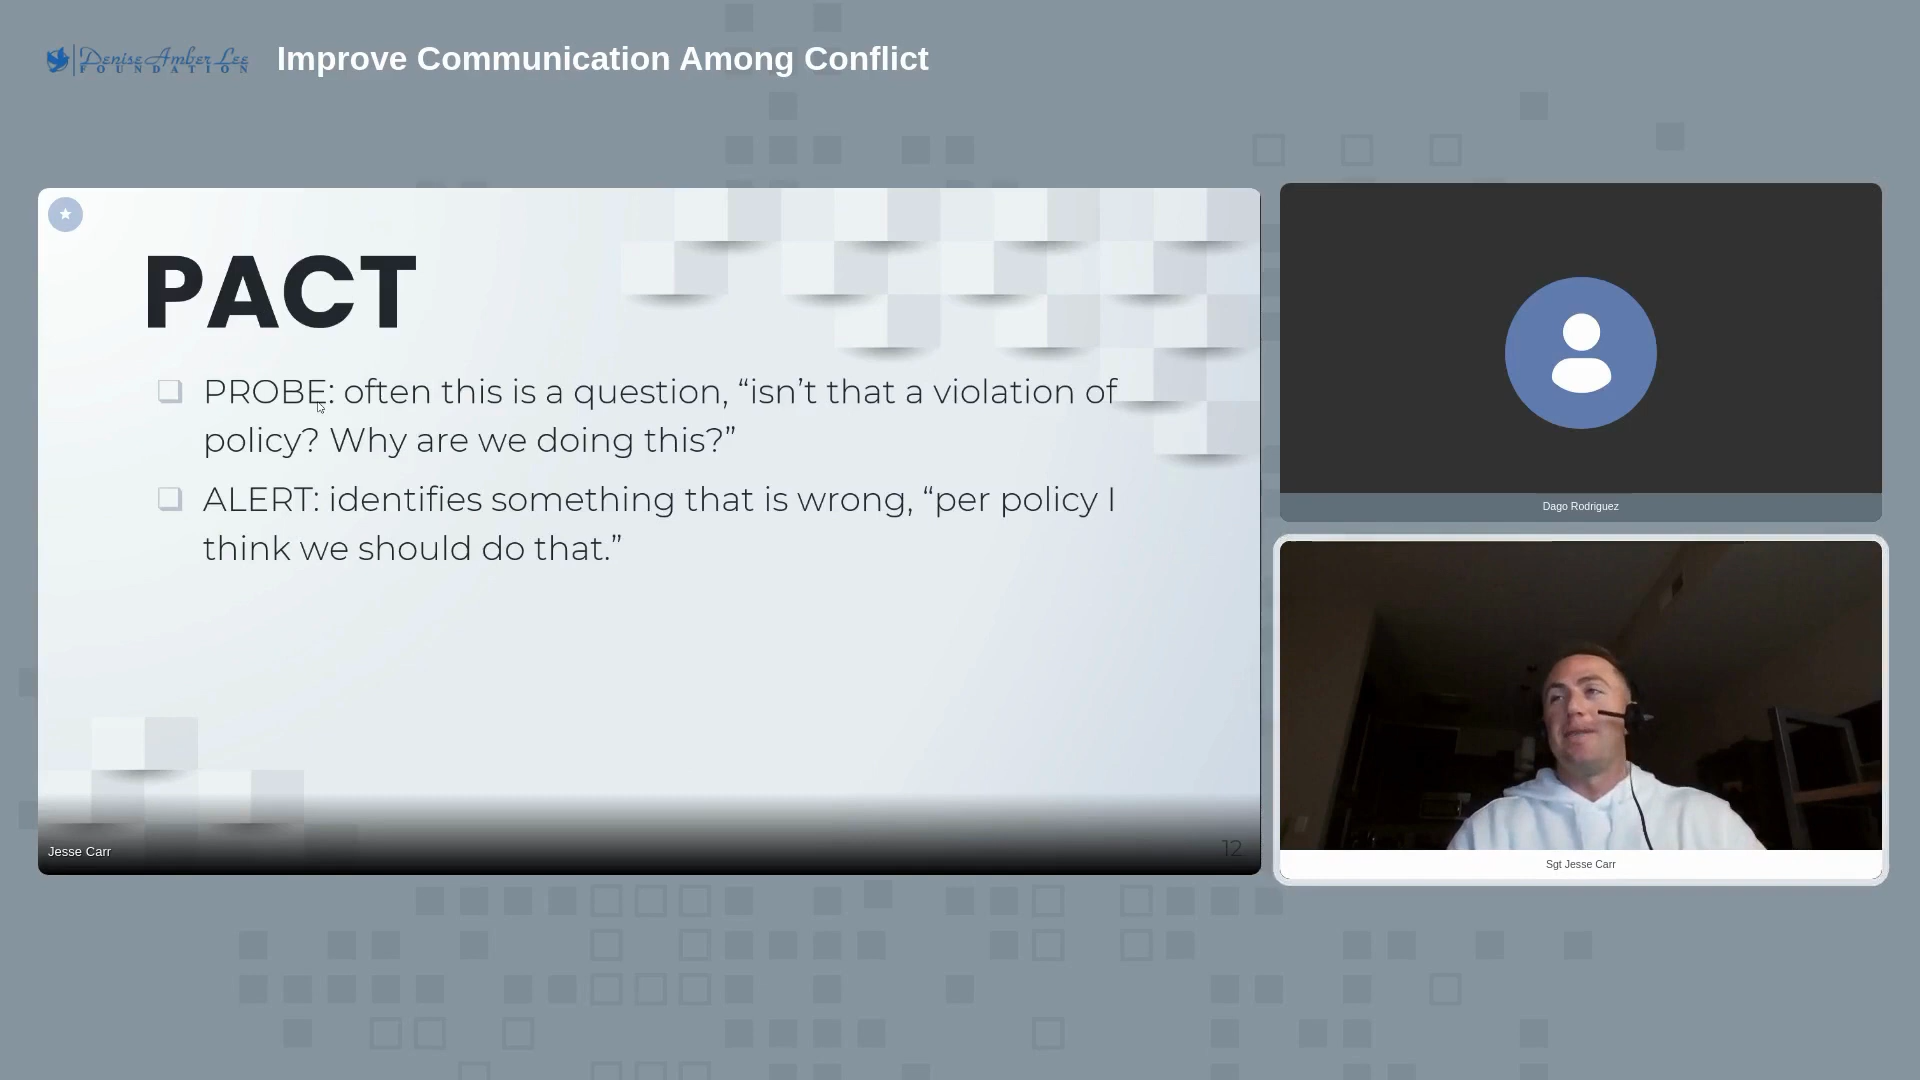 Denise Amber Lee
FOUNDATION
Improve Communication Among Conflict
PACT
PROBE: often this is a question, “isn’t that a violation of
policy? Why are we doing this?”
ALERT: identifies something that is wrong, “per policy I
think we should do that.”
Jesse Carr
12
Dago Rodriguez
Sgt Jesse Carr